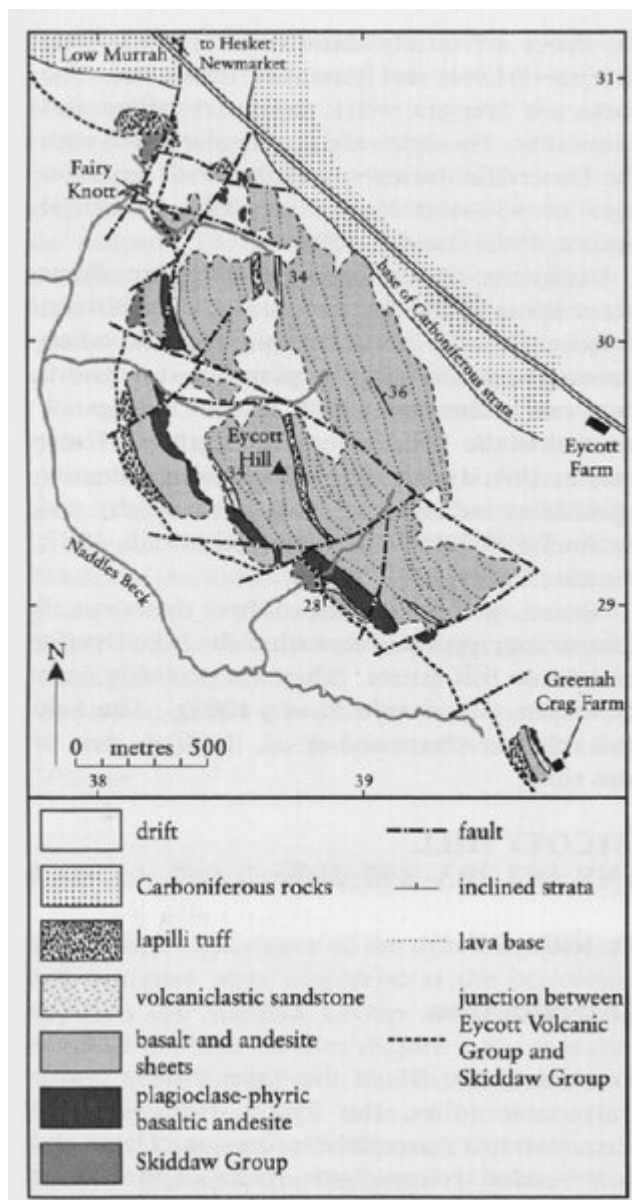 Low Murrah
to Hesket
Newmarket
31
Fairy
Knott
34
base of Carboniferous strata
30
36
Eycott
Farm
Eycott
Hill
34
Naddles Beck
28
29
N
Greenah
Crag Farm
0 metres 500
38
39
drift
fault
Carboniferous rocks
inclined strata
lapilli tuff
lava base
volcaniclastic sandstone
junction between
Eycott Volcanic
Group and
Skiddaw Group
basalt and andesite
sheets
plagioclase-phyric
basaltic andesite
Skiddaw Group